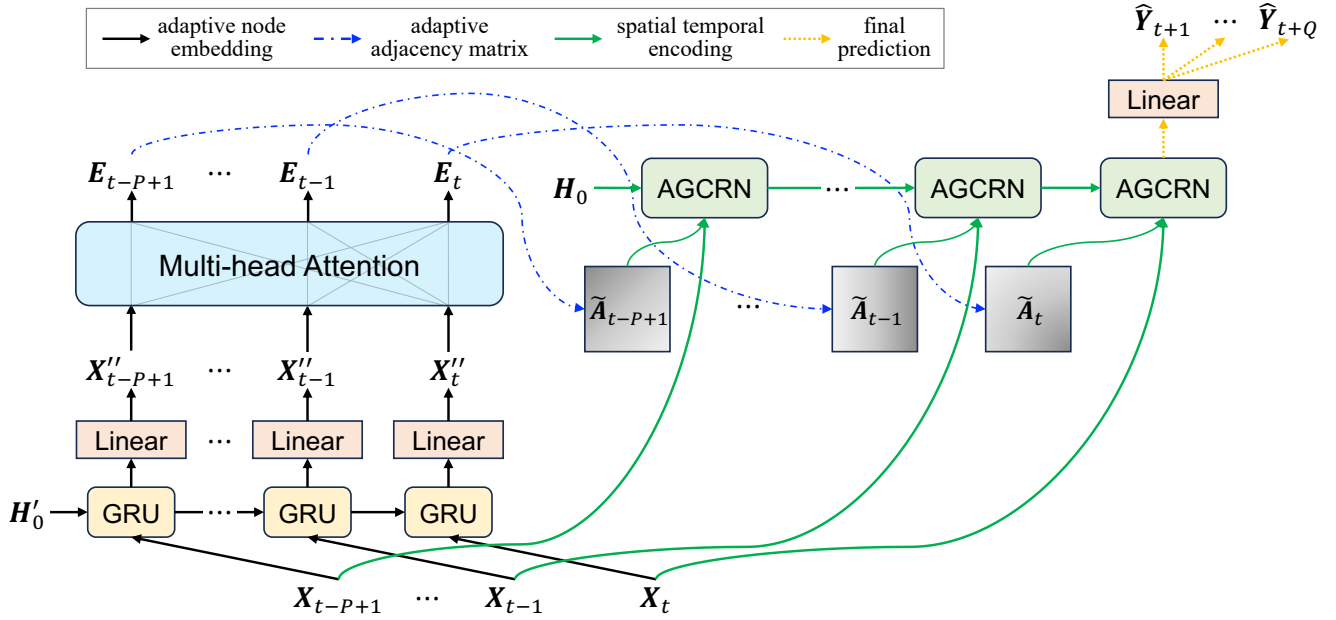 adaptive node embedding
adaptive adjacency matrix
spatial temporal encoding
final prediction
Ŷ_{t+1} ⋯ Ŷ_{t+Q}
Linear
E_{t−P+1} ⋯ E_{t−1} E_t
H_0 AGCRN ⋯ AGCRN AGCRN
Multi-head Attention
Ã_{t−P+1} ⋯ Ã_{t−1} Ã_t
X''_{t−P+1} ⋯ X''_{t−1} X''_t
Linear ⋯ Linear Linear
H'_0 GRU ⋯ GRU GRU
X_{t−P+1} ⋯ X_{t−1} X_t